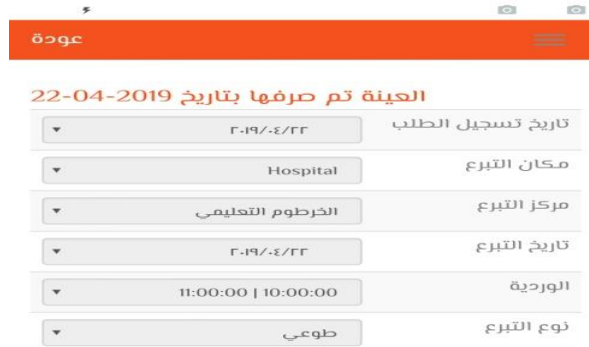 عودة
العينة تم صرفها بتاريخ 2019-04-22
تاريخ تسجيل الطلب ٢٠١٩/٠٤/٢٢
مكان التبرع Hospital
مركز التبرع الخرطوم التعليمي
تاريخ التبرع ٢٠١٩/٠٤/٢٢
الوردية 10:00:00 | 11:00:00
نوع التبرع طوعي